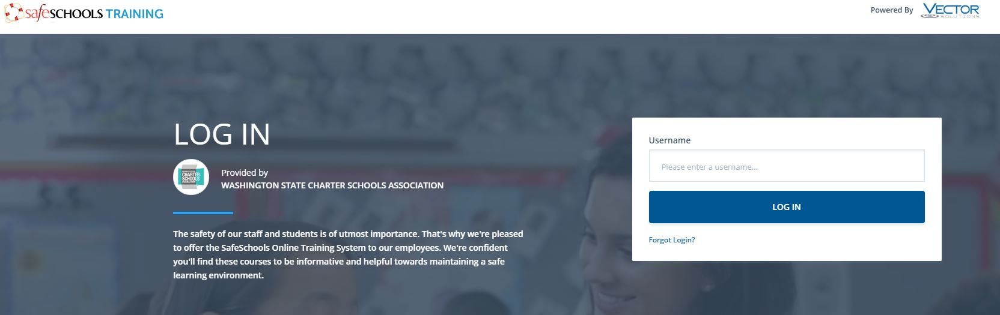 safeSCHOOLS TRAINING
Powered By VECTOR SOLUTIONS
LOG IN
CHARTER
SCHOOLS
Provided by
WASHINGTON STATE CHARTER SCHOOLS ASSOCIATION
The safety of our staff and students is of utmost importance. That's why we're pleased
to offer the SafeSchools Online Training System to our employees. We're confident
you'll find these courses to be informative and helpful towards maintaining a safe
learning environment.
Username
Please enter a username...
LOG IN
Forgot Login?